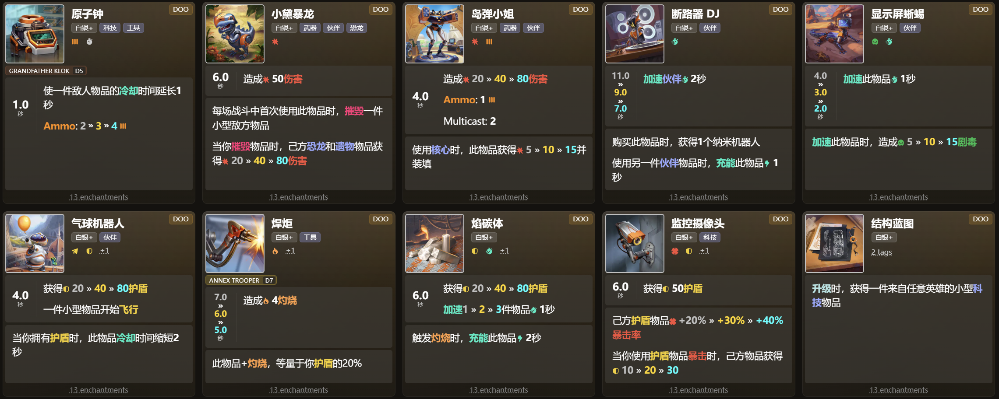 原子钟
DOO
白银+ 科技 工具
GRANDFATHER KLOK D5
1.0
秒
使一件敌人物品的冷却时间延长1
秒
Ammo: 2 » 3 » 4
13 enchantments
小黛暴龙
DOO
白银+ 武器 伙伴 恐龙
6.0
秒
造成 50伤害
每场战斗中首次使用此物品时，摧毁一件
小型敌方物品
当你摧毁物品时，己方恐龙和遗物物品获
得 20 » 40 » 80伤害
13 enchantments
岛弹小姐
DOO
白银+ 武器 伙伴
4.0
秒
造成 20 » 40 » 80伤害
Ammo: 1
Multicast: 2
使用核心时，此物品获得 5 » 10 » 15并
装填
13 enchantments
断路器 DJ
DOO
白银+ 伙伴
11.0
»
9.0
»
7.0
秒
加速伙伴 2秒
购买此物品时，获得1个纳米机器人
使用另一件伙伴物品时，充能此物品 1
秒
13 enchantments
显示屏蜥蜴
DOO
白银+ 伙伴
4.0
»
3.0
»
2.0
秒
加速此物品 1秒
加速此物品时，造成 5 » 10 » 15剧毒
13 enchantments
气球机器人
DOO
白银+ 伙伴
+1
4.0
秒
获得 20 » 40 » 80护盾
一件小型物品开始飞行
当你拥有护盾时，此物品冷却时间缩短2
秒
13 enchantments
焊炬
DOO
白银+ 工具
+1
ANNEX TROOPER D7
7.0
»
6.0
»
5.0
秒
造成 4灼烧
此物品+灼烧，等量于你护盾的20%
13 enchantments
焰碳体
DOO
白银+
+1
6.0
秒
获得 20 » 40 » 80护盾
加速1 » 2 » 3件物品 1秒
触发灼烧时，充能此物品 2秒
13 enchantments
监控摄像头
DOO
白银+ 科技
+1
6.0
秒
获得 50护盾
己方护盾物品 +20% » +30% » +40%
暴击率
当你使用护盾物品暴击时，己方物品获得
10 » 20 » 30
13 enchantments
结构蓝图
DOO
白银+
2 tags
升级时，获得一件来自任意英雄的小型科
技物品
13 enchantments